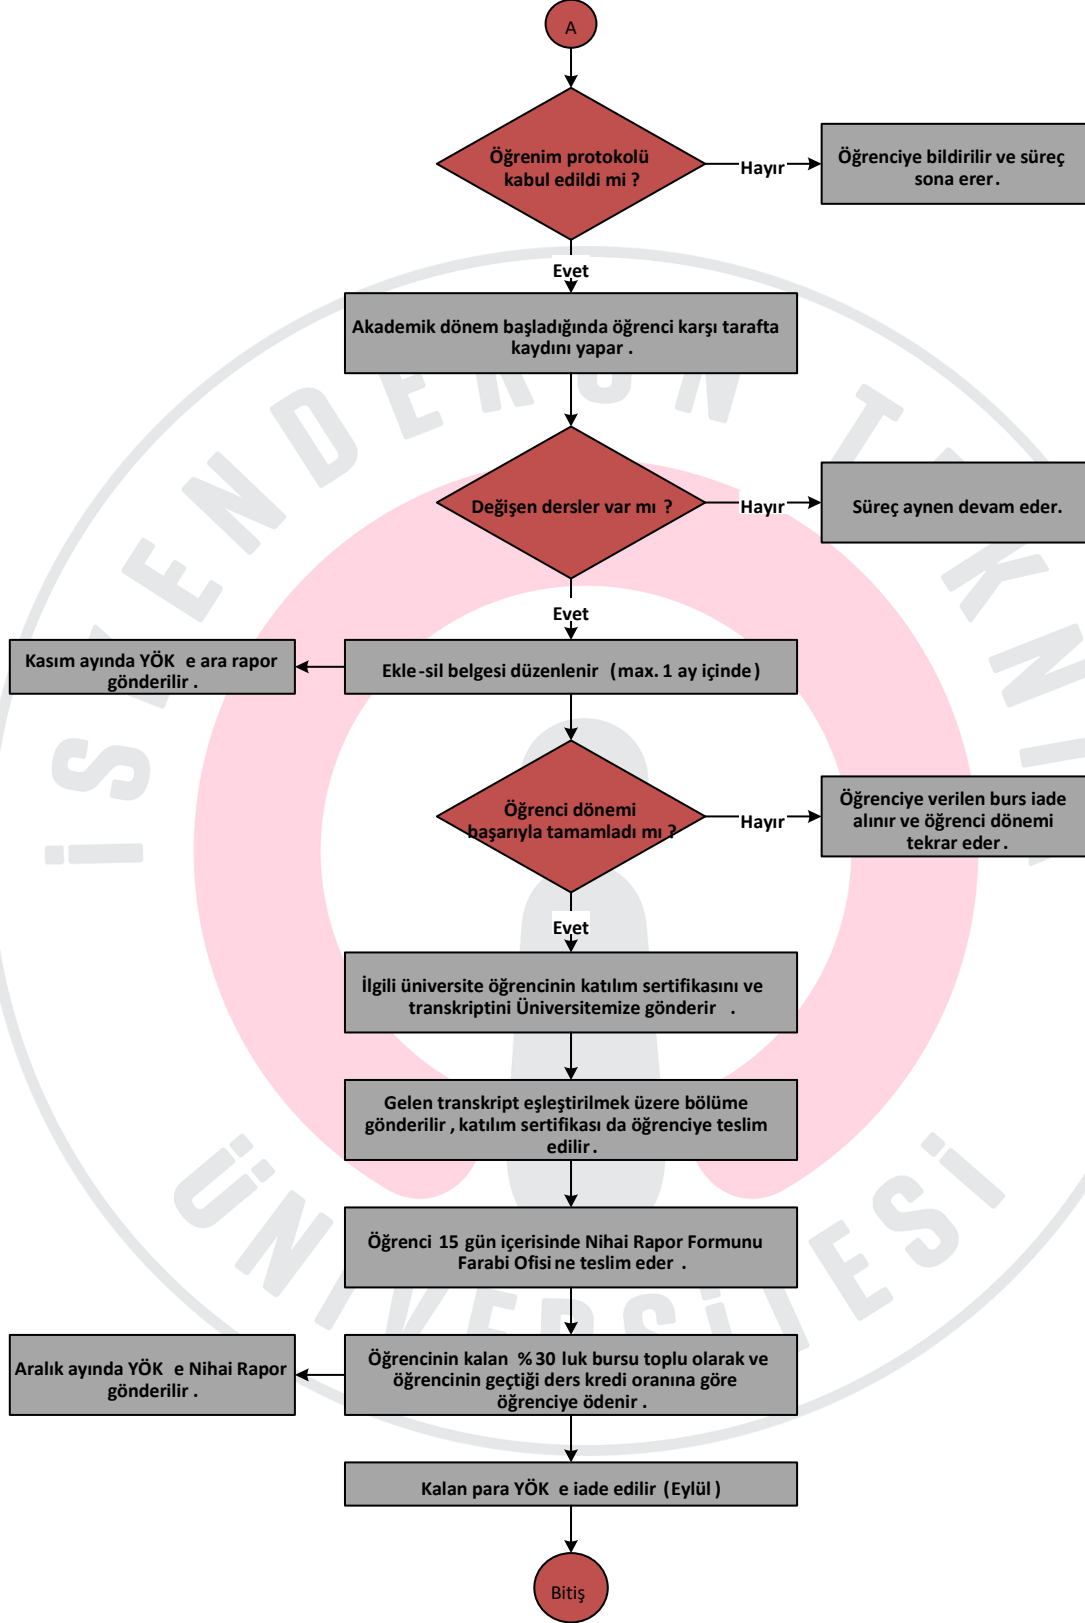 A
Öğrenim protokolü
kabul edildi mi ?
Hayır
Öğrenciye bildirilir ve süreç
sona erer .
Evet
Akademik dönem başladığında öğrenci karşı tarafta
kaydını yapar .
Değişen dersler var mı ?
Hayır
Süreç aynen devam eder.
Evet
Ekle-sil belgesi düzenlenir (max. 1 ay içinde)
Kasım ayında YÖK e ara rapor
gönderilir .
Öğrenci dönemi
başarıyla tamamladı mı ?
Hayır
Öğrenciye verilen burs iade
alınır ve öğrenci dönemi
tekrar eder .
Evet
İlgili üniversite öğrencinin katılım sertifikasını ve
transkriptini Üniversitemize gönderir .
Gelen transkript eşleştirilmek üzere bölüme
gönderilir , katılım sertifikası da öğrenciye teslim
edilir .
Öğrenci 15 gün içerisinde Nihai Rapor Formunu
Farabi Ofisi ne teslim eder .
Öğrencinin kalan %30 luk bursu toplu olarak ve
öğrencinin geçtiği ders kredi oranına göre
öğrenciye ödenir .
Aralık ayında YÖK e Nihai Rapor
gönderilir .
Kalan para YÖK e iade edilir (Eylül )
Bitiş
İSKENDERUN TEKNİK
ÜNİVERSİTESİ